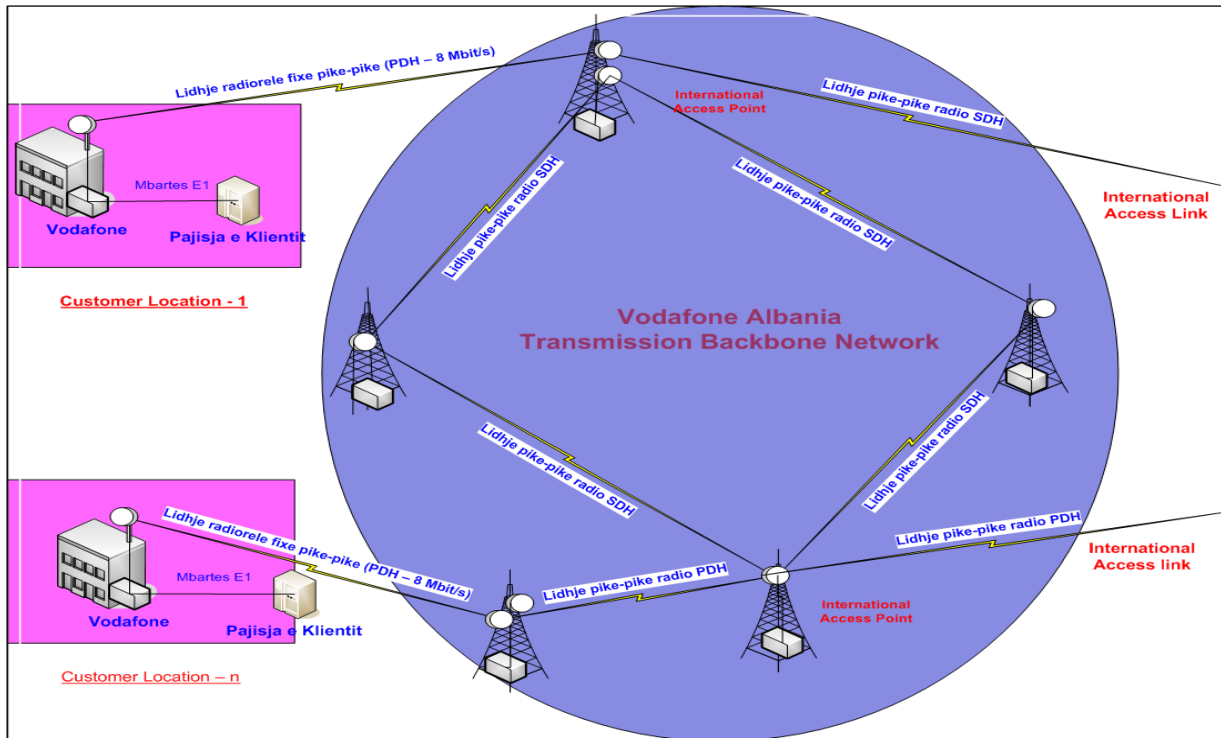 Lidhje radiorele fixe pike-pike (PDH – 8 Mbit/s)
International
Access Point
Lidhje pike-pike radio SDH
Mbartes E1
Vodafone
Pajisja e Klientit
Lidhje pike-pike radio SDH
Lidhje pike-pike radio SDH
International
Access Link
Customer Location - 1
Vodafone Albania
Transmission Backbone Network
Lidhje pike-pike radio SDH
Lidhje pike-pike radio SDH
Lidhje radiorele fixe pike-pike (PDH – 8 Mbit/s)
Lidhje pike-pike radio PDH
Mbartes E1
Vodafone
Pajisja e Klientit
Lidhje pike-pike radio PDH
International
Access link
International
Access Point
Customer Location – n